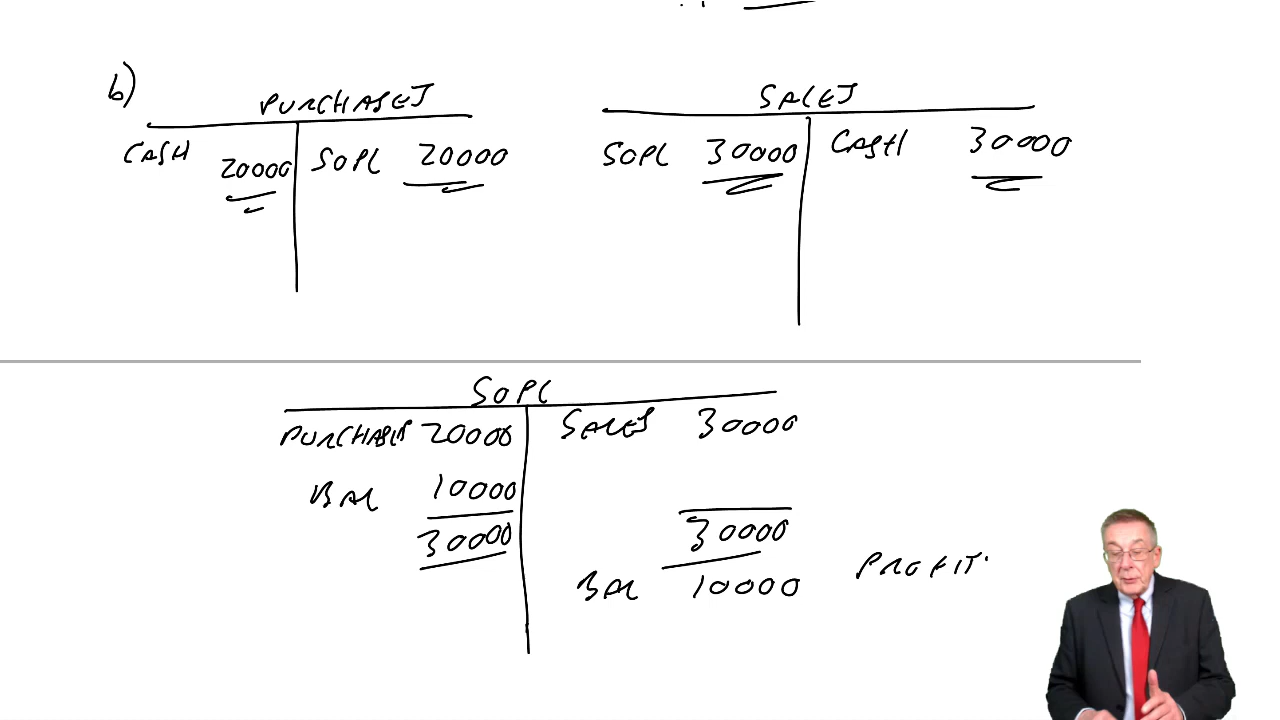 b)
PURCHASES SALES
CASH 20000 SOPL 20000 SOPL 30000 CASH 30000
SOPL
PURCHASES 20000 SALES 30000
BAL 10000
30000 30000
BAL 10000 PROFIT.